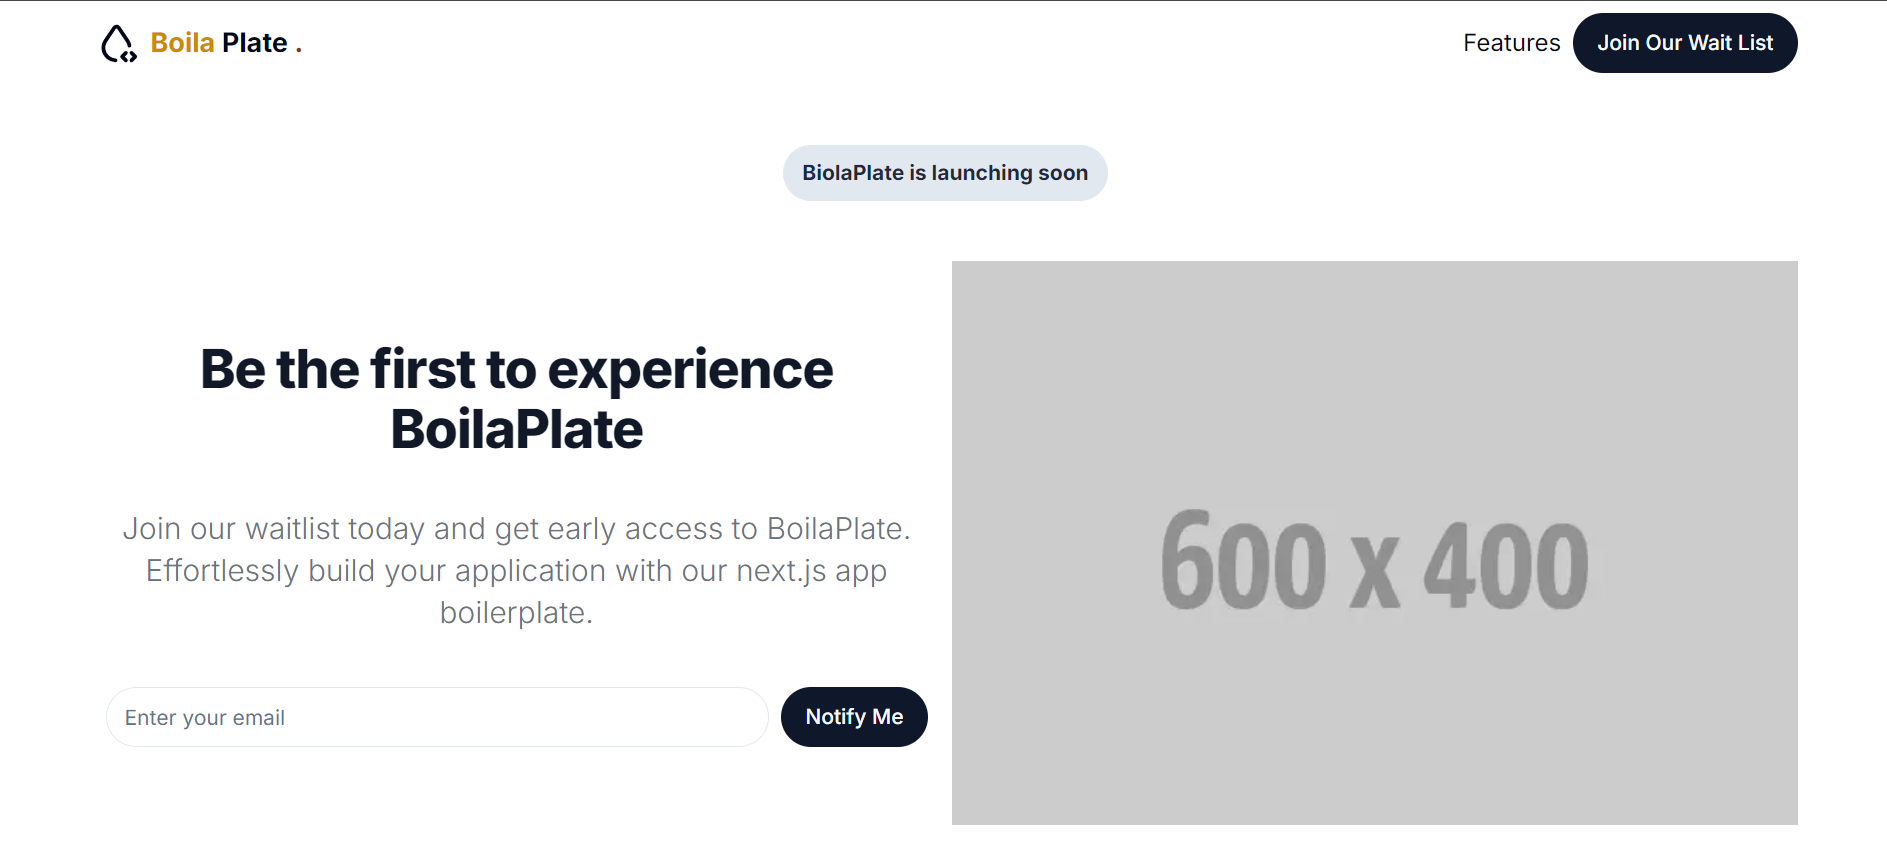 Boila Plate .
Features
Join Our Wait List
BiolaPlate is launching soon
Be the first to experience
BoilaPlate
Join our waitlist today and get early access to BoilaPlate.
Effortlessly build your application with our next.js app
boilerplate.
Enter your email
Notify Me
600 x 400